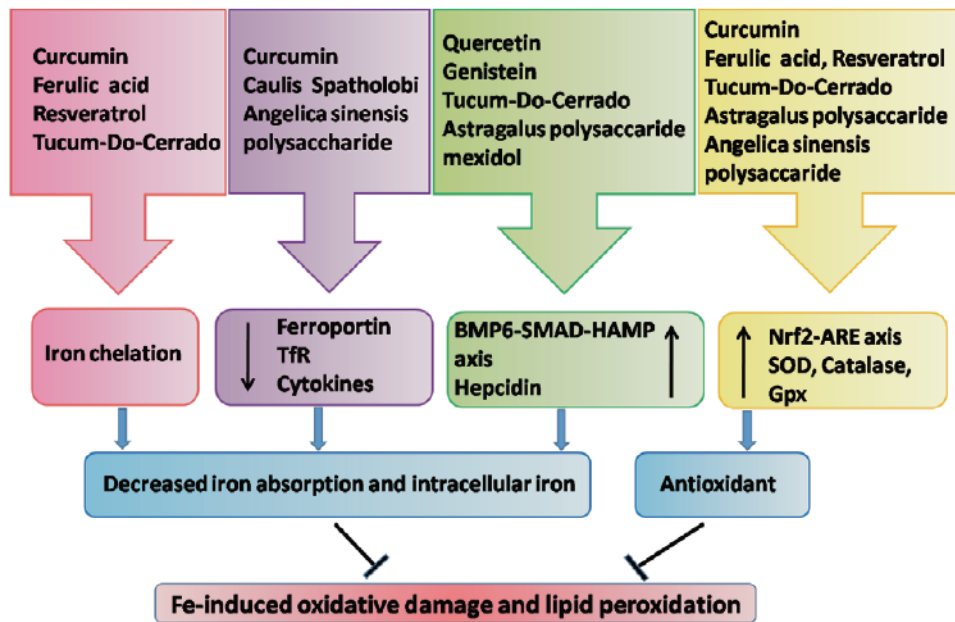 Curcumin
Ferulic acid
Resveratrol
Tucum-Do-Cerrado
Curcumin
Caulis Spatholobi
Angelica sinensis
polysaccharide
Quercetin
Genistein
Tucum-Do-Cerrado
Astragalus polysaccaride
mexidol
Curcumin
Ferulic acid, Resveratrol
Tucum-Do-Cerrado
Astragalus polysaccaride
Angelica sinensis
polysaccaride
Iron chelation
Ferroportin
TfR
Cytokines
BMP6-SMAD-HAMP
axis
Hepcidin
Nrf2-ARE axis
SOD, Catalase,
Gpx
Decreased iron absorption and intracellular iron
Antioxidant
Fe-induced oxidative damage and lipid peroxidation